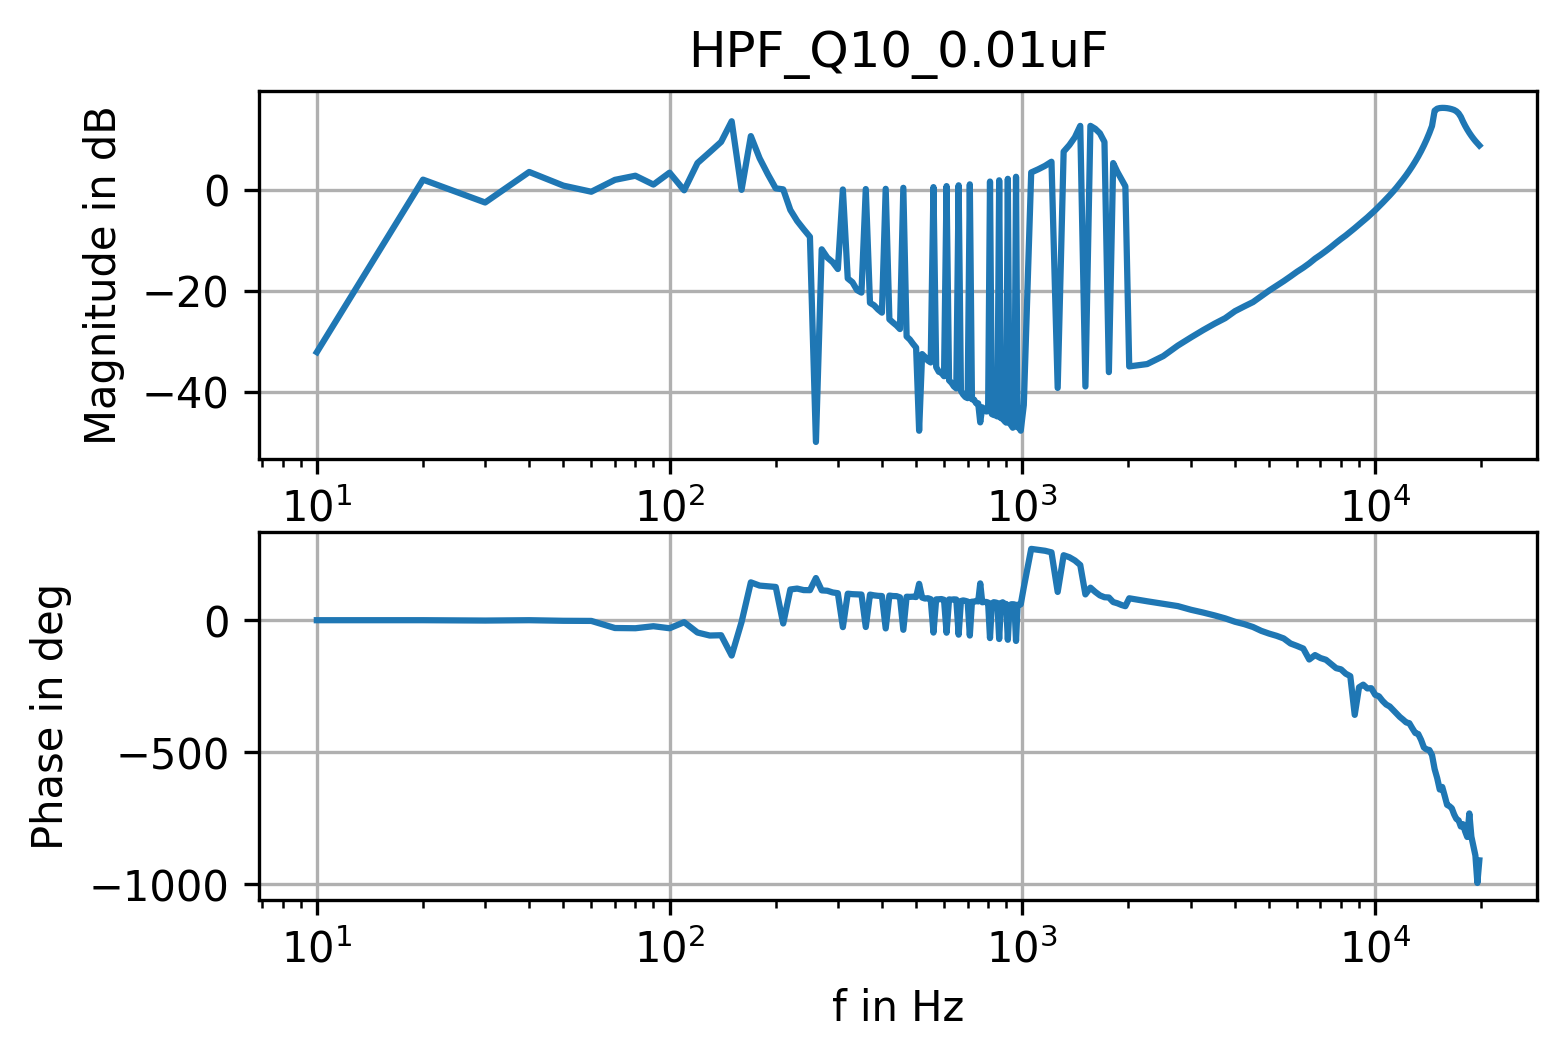 HPF_Q10_0.01uF
Magnitude in dB
0
−20
−40
10¹ 10² 10³ 10⁴
Phase in deg
0
−500
−1000
10¹ 10² 10³ 10⁴
f in Hz